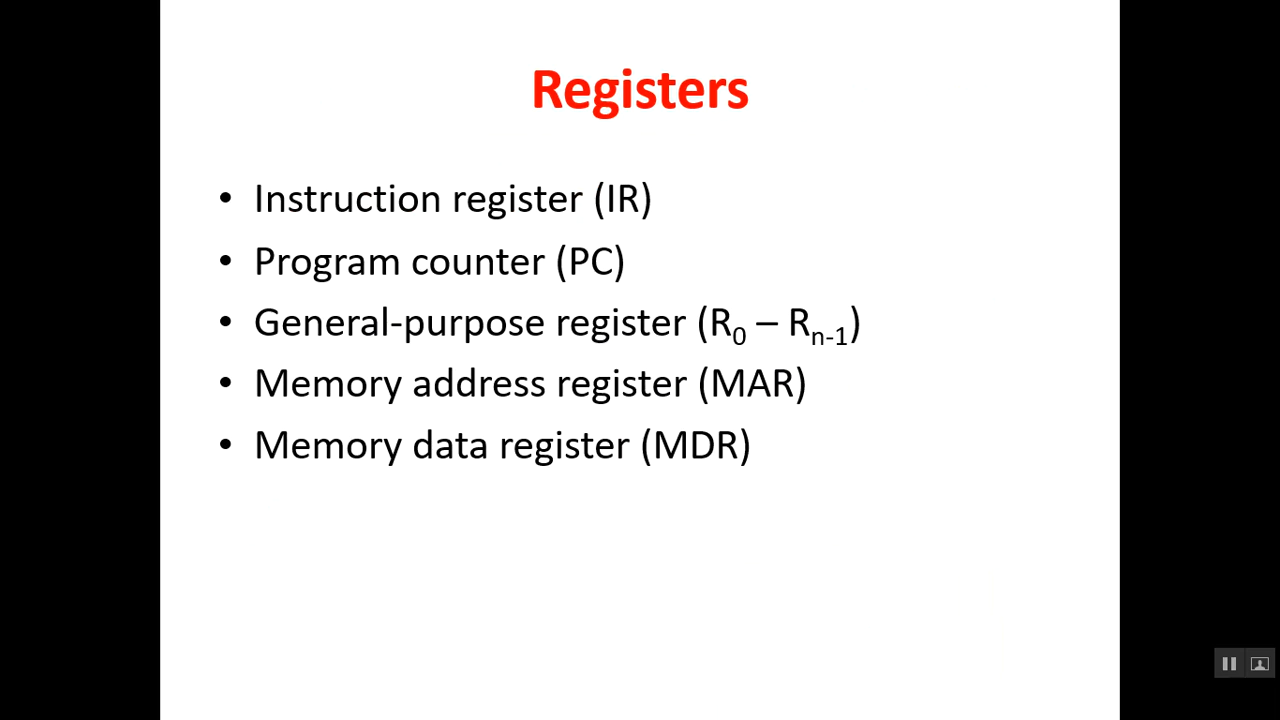 Registers
• Instruction register (IR)
• Program counter (PC)
• General-purpose register (R₀ – Rₙ₋₁)
• Memory address register (MAR)
• Memory data register (MDR)